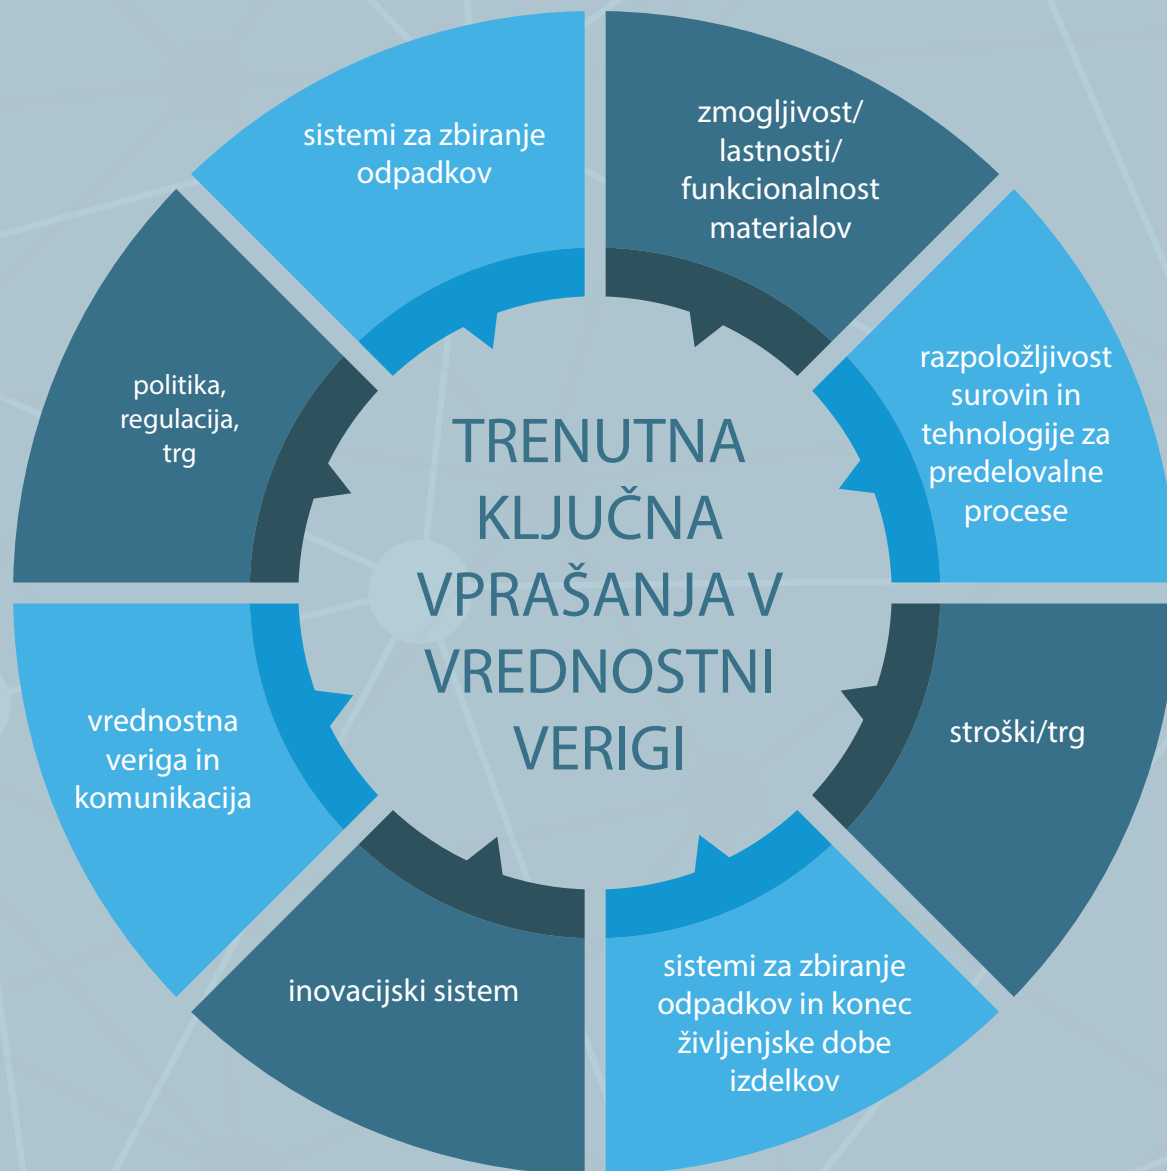 sistemi za zbiranje
odpadkov
zmogljivost/
lastnosti/
funkcionalnost
materialov
razpoložljivost
surovin in
tehnologije za
predelovalne
procese
stroški/trg
sistemi za zbiranje
odpadkov in konec
življenjske dobe
izdelkov
inovacijski sistem
vrednostna
veriga in
komunikacija
politika,
regulacija,
trg
TRENUTNA
KLJUČNA
VPRAŠANJA V
VREDNOSTNI
VERIGI